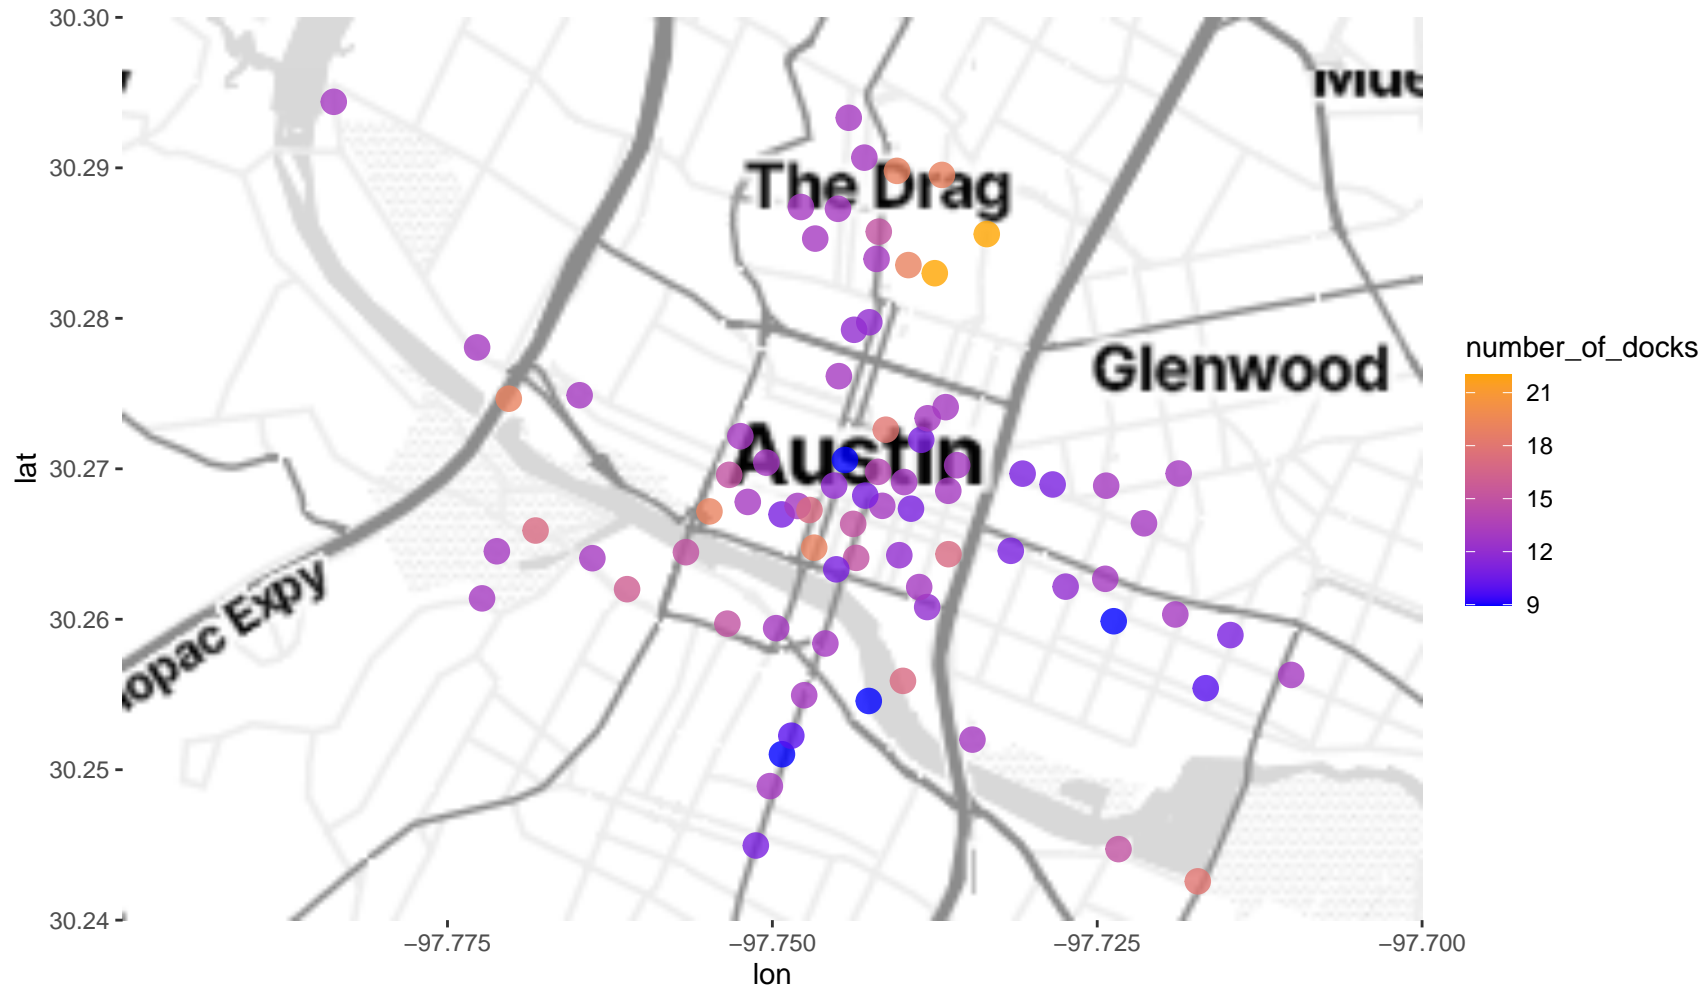 30.30
30.29
30.28
30.27
30.26
30.25
30.24
lat
The Drag
Glenwood
Austin
opac Expy
−97.775
−97.750
−97.725
−97.700
lon
number_of_docks
21
18
15
12
9